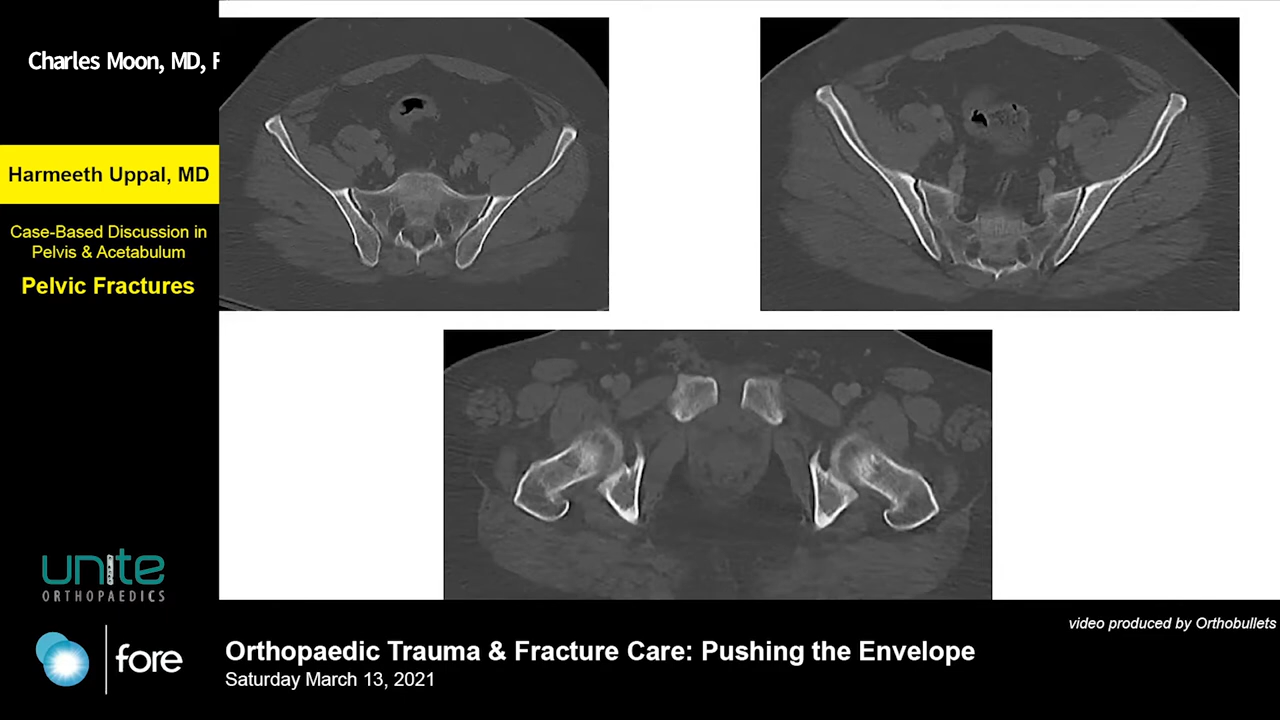 Charles Moon, MD, F
Harmeeth Uppal, MD
Case-Based Discussion in
Pelvis & Acetabulum
Pelvic Fractures
unite
ORTHOPAEDICS
fore
video produced by Orthobullets
Orthopaedic Trauma & Fracture Care: Pushing the Envelope
Saturday March 13, 2021